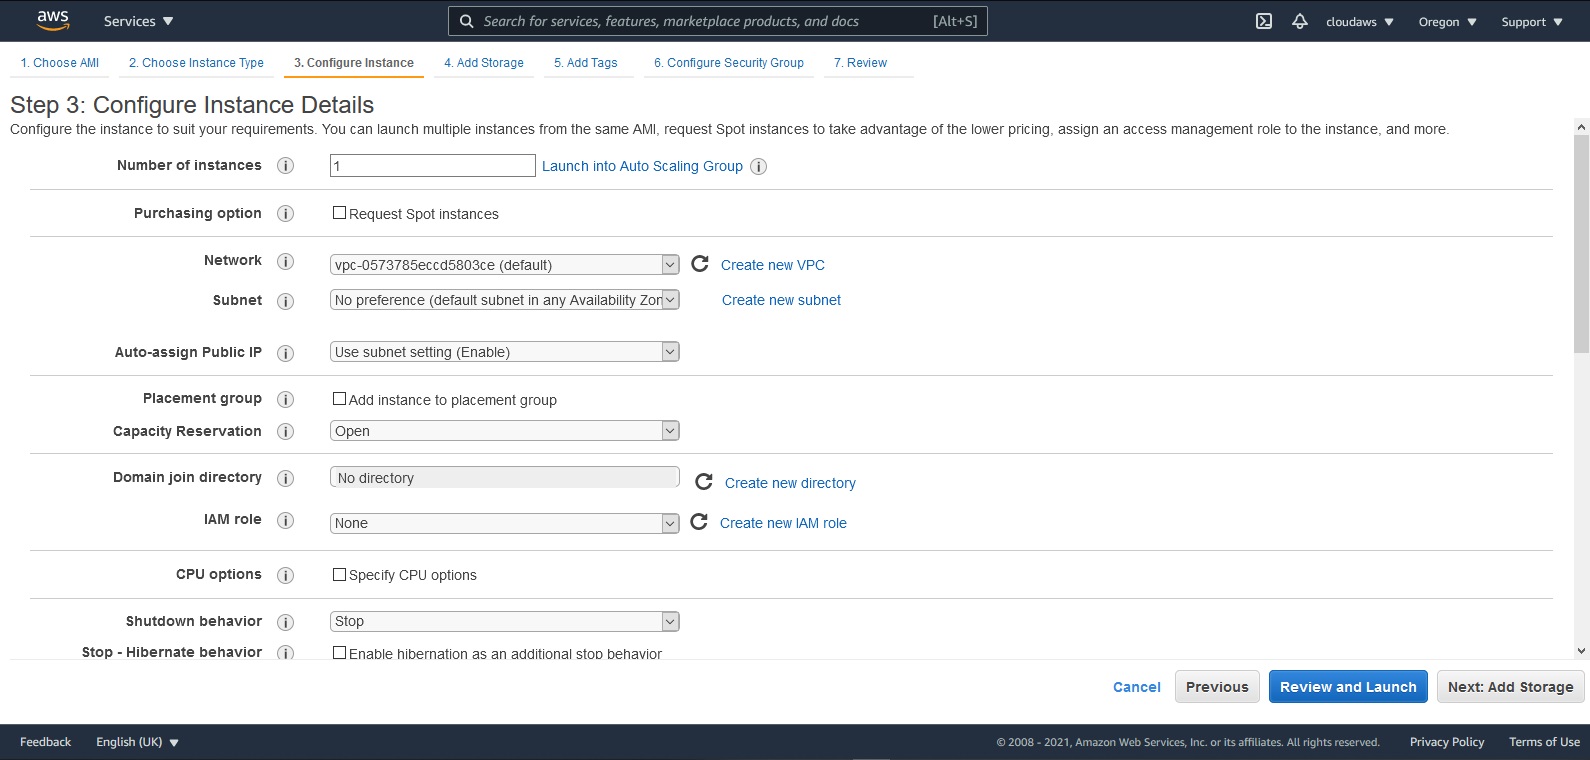 aws Services Search for services, features, marketplace products, and docs [Alt+S] cloudaws Oregon Support
1. Choose AMI 2. Choose Instance Type 3. Configure Instance 4. Add Storage 5. Add Tags 6. Configure Security Group 7. Review
Step 3: Configure Instance Details
Configure the instance to suit your requirements. You can launch multiple instances from the same AMI, request Spot instances to take advantage of the lower pricing, assign an access management role to the instance, and more.
Number of instances i 1 Launch into Auto Scaling Group i
Purchasing option i Request Spot instances
Network i vpc-0573785eccd5803ce (default) Create new VPC
Subnet i No preference (default subnet in any Availability Zon Create new subnet
Auto-assign Public IP i Use subnet setting (Enable)
Placement group i Add instance to placement group
Capacity Reservation i Open
Domain join directory i No directory Create new directory
IAM role i None Create new IAM role
CPU options i Specify CPU options
Shutdown behavior i Stop
Stop - Hibernate behavior i Enable hibernation as an additional stop behavior
Cancel Previous Review and Launch Next: Add Storage
Feedback English (UK) © 2008 - 2021, Amazon Web Services, Inc. or its affiliates. All rights reserved. Privacy Policy Terms of Use